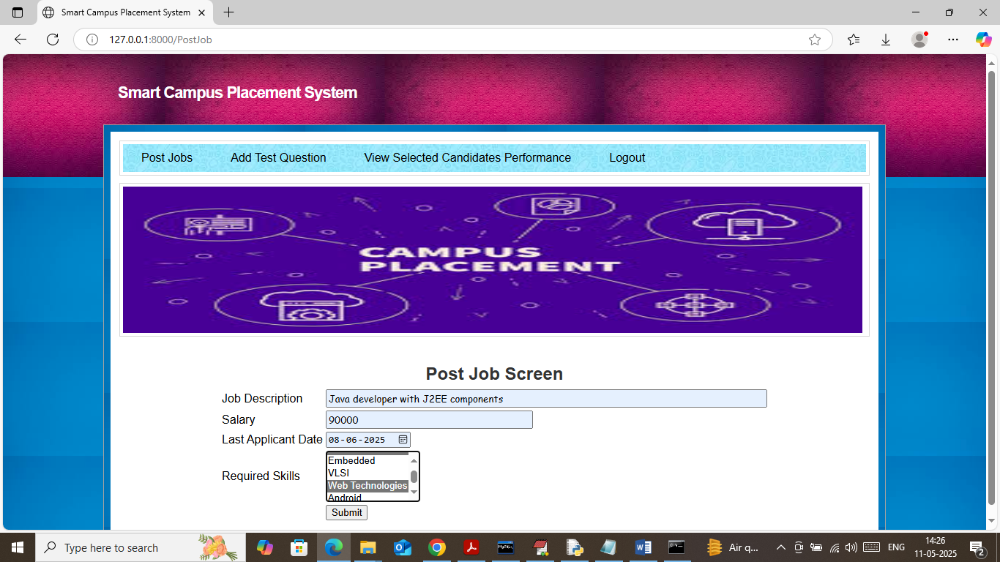 Smart Campus Placement System
127.0.0.1:8000/PostJob
Smart Campus Placement System
Post Jobs Add Test Question View Selected Candidates Performance Logout
CAMPUS
PLACEMENT
Post Job Screen
Job Description Java developer with J2EE components
Salary 90000
Last Applicant Date 08-06-2025
Embedded
VLSI
Required Skills
Web Technologies
Android
Submit
Type here to search
Air q...
ENG
14:26
11-05-2025
2